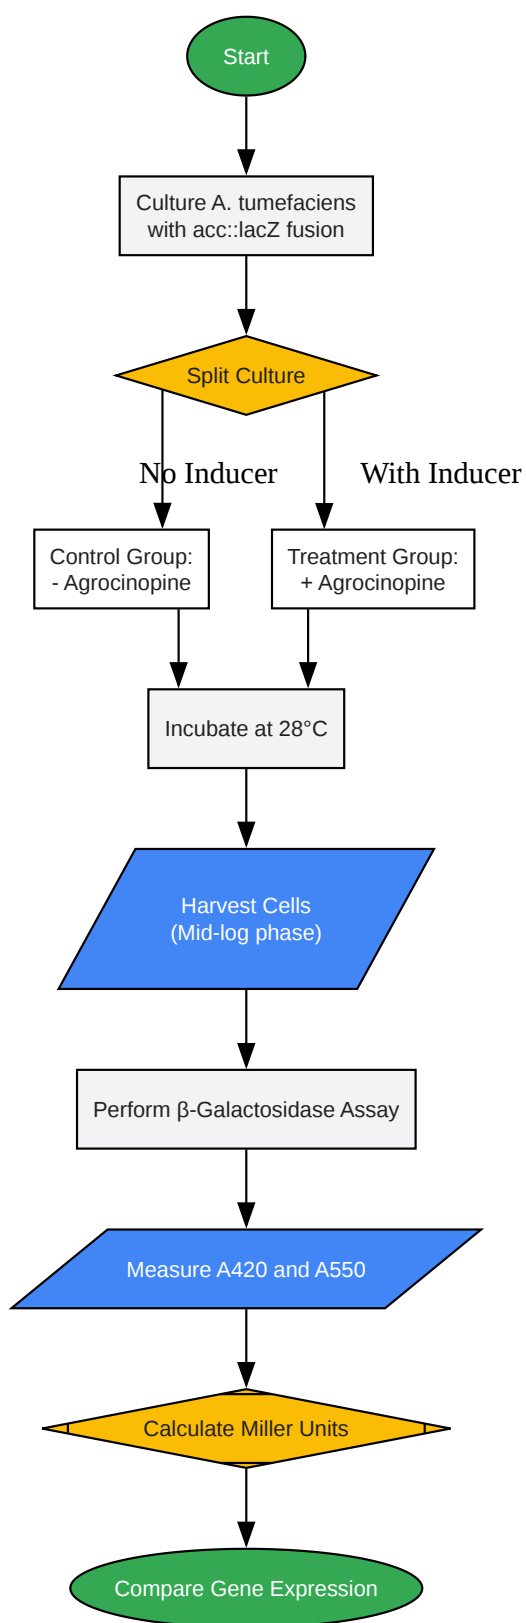 Start
Culture A. tumefaciens
with acc::lacZ fusion
Split Culture
No Inducer
With Inducer
Control Group:
- Agrocinopine
Treatment Group:
+ Agrocinopine
Incubate at 28°C
Harvest Cells
(Mid-log phase)
Perform β-Galactosidase Assay
Measure A420 and A550
Calculate Miller Units
Compare Gene Expression